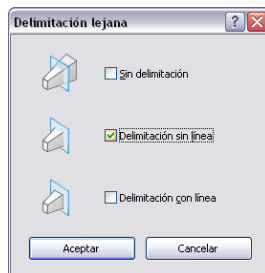 Delimitación lejana
Sin delimitación
Delimitación sin línea
Delimitación con línea
Aceptar Cancelar